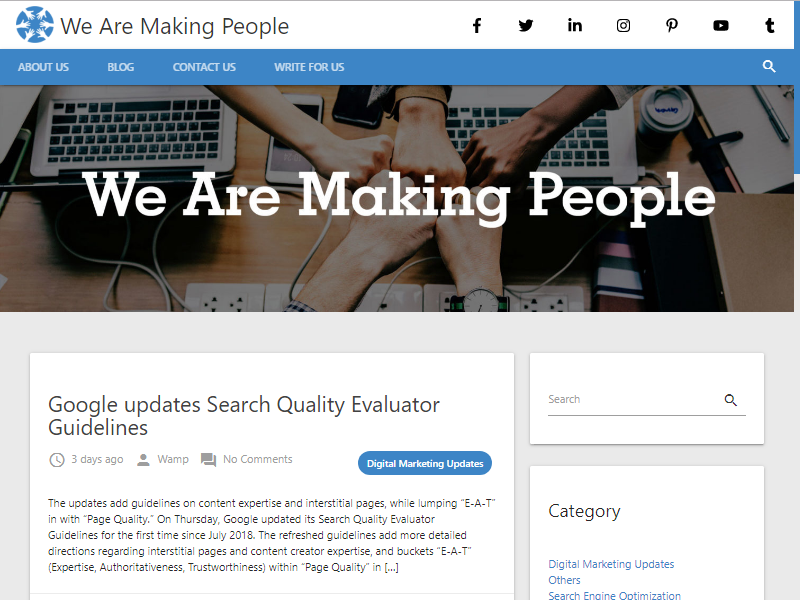 We Are Making People
ABOUT US
BLOG
CONTACT US
WRITE FOR US
We Are Making People
Google updates Search Quality Evaluator
Guidelines
3 days ago
Wamp
No Comments
Digital Marketing Updates
The updates add guidelines on content expertise and interstitial pages, while lumping “E-A-T”
in with “Page Quality.” On Thursday, Google updated its Search Quality Evaluator
Guidelines for the first time since July 2018. The refreshed guidelines add more detailed
directions regarding interstitial pages and content creator expertise, and buckets “E-A-T”
(Expertise, Authoritativeness, Trustworthiness) within “Page Quality” in [...]
Search
Category
Digital Marketing Updates
Others
Search Engine Optimization